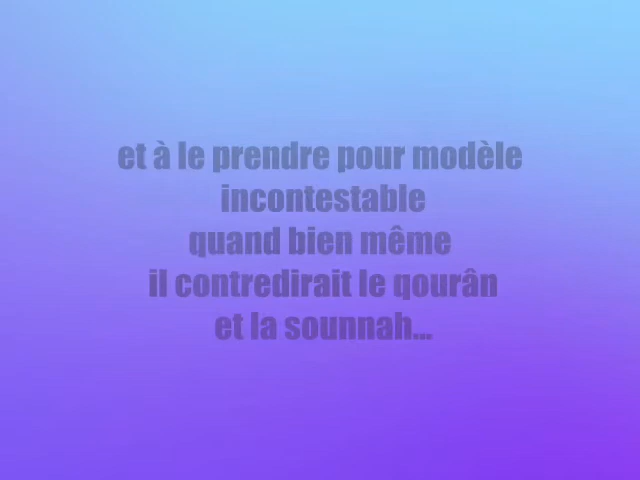 et à le prendre pour modèle
incontestable
quand bien même
il contredirait le qourân
et la sounnah...